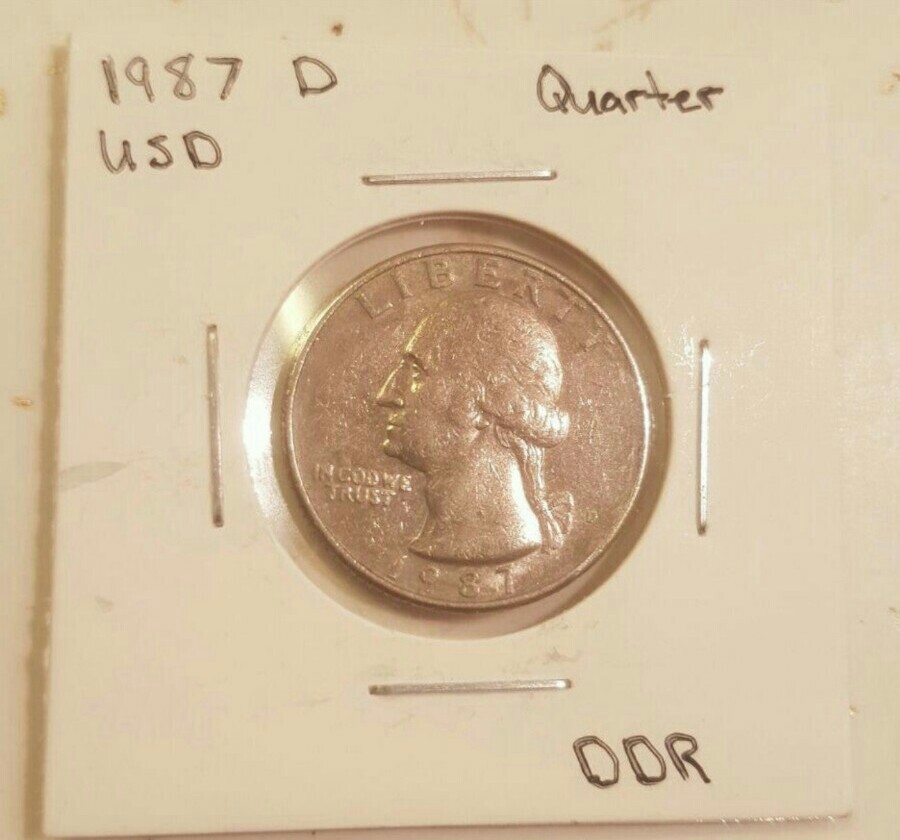 1987 D Quarter
USD
LIBERTY
IN GOD WE
TRUST
1987
DDR